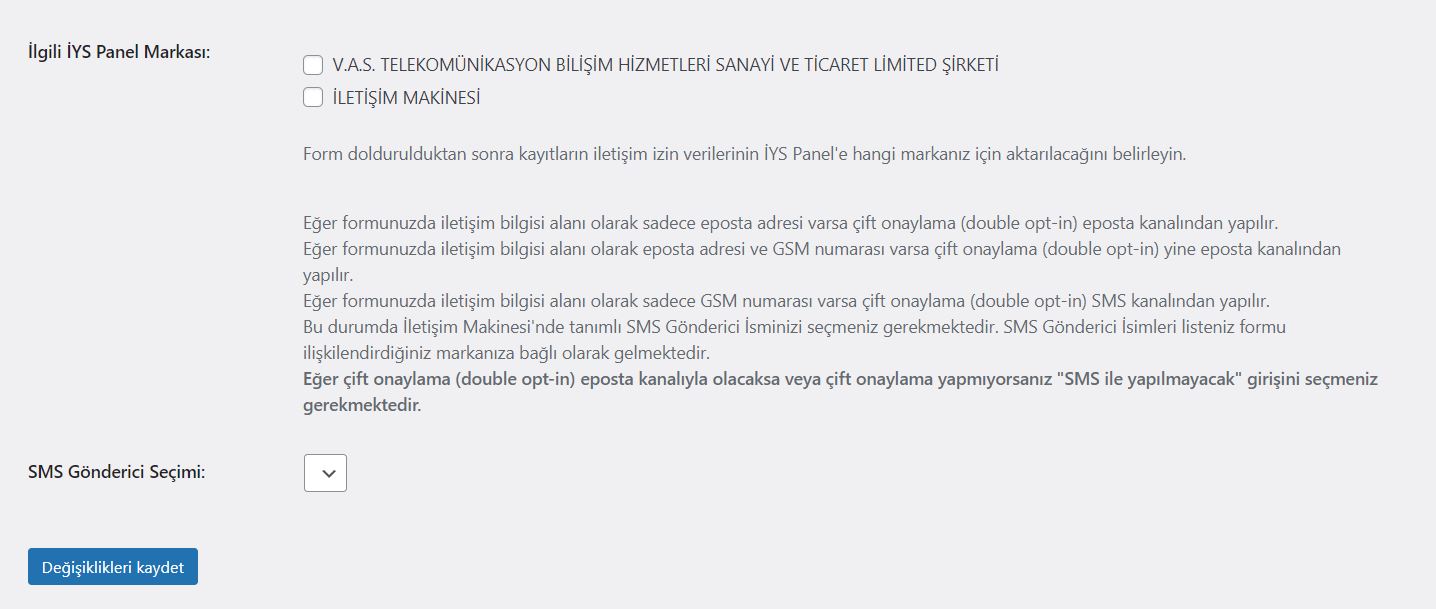 İlgili İYS Panel Markası:
V.A.S. TELEKOMÜNİKASYON BİLİŞİM HİZMETLERİ SANAYİ VE TİCARET LİMİTED ŞİRKETİ
İLETİŞİM MAKİNESİ
Form doldurulduktan sonra kayıtların iletişim izin verilerinin İYS Panel'e hangi markanız için aktarılacağını belirleyin.
Eğer formunuzda iletişim bilgisi alanı olarak sadece eposta adresi varsa çift onaylama (double opt-in) eposta kanalından yapılır.
Eğer formunuzda iletişim bilgisi alanı olarak eposta adresi ve GSM numarası varsa çift onaylama (double opt-in) yine eposta kanalından
yapılır.
Eğer formunuzda iletişim bilgisi alanı olarak sadece GSM numarası varsa çift onaylama (double opt-in) SMS kanalından yapılır.
Bu durumda İletişim Makinesi'nde tanımlı SMS Gönderici İsminizi seçmeniz gerekmektedir. SMS Gönderici İsimleri listeniz formu
ilişkilendirdiğiniz markanıza bağlı olarak gelmektedir.
Eğer çift onaylama (double opt-in) eposta kanalıyla olacaksa veya çift onaylama yapmıyorsanız "SMS ile yapılmayacak" girişini seçmeniz
gerekmektedir.
SMS Gönderici Seçimi:
Değişiklikleri kaydet